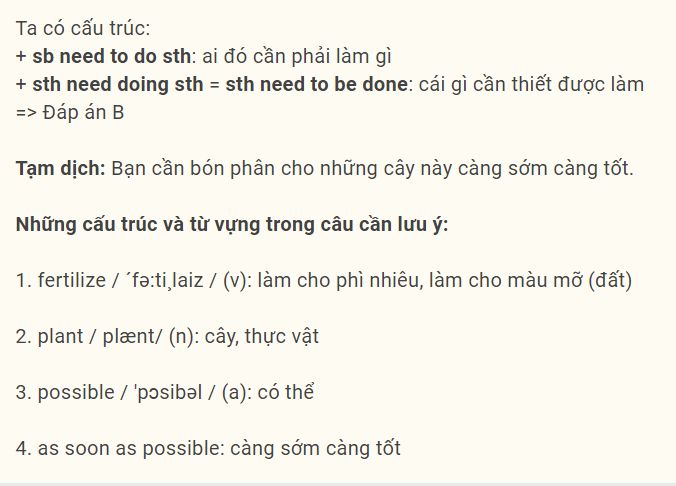 Ta có cấu trúc:
+ sb need to do sth: ai đó cần phải làm gì
+ sth need doing sth = sth need to be done: cái gì cần thiết được làm
=> Đáp án B
Tạm dịch: Bạn cần bón phân cho những cây này càng sớm càng tốt.
Những cấu trúc và từ vựng trong câu cần lưu ý:
1. fertilize / ´fə:ti¸laiz / (v): làm cho phì nhiêu, làm cho màu mỡ (đất)
2. plant / plænt/ (n): cây, thực vật
3. possible / 'pɔsibəl / (a): có thể
4. as soon as possible: càng sớm càng tốt